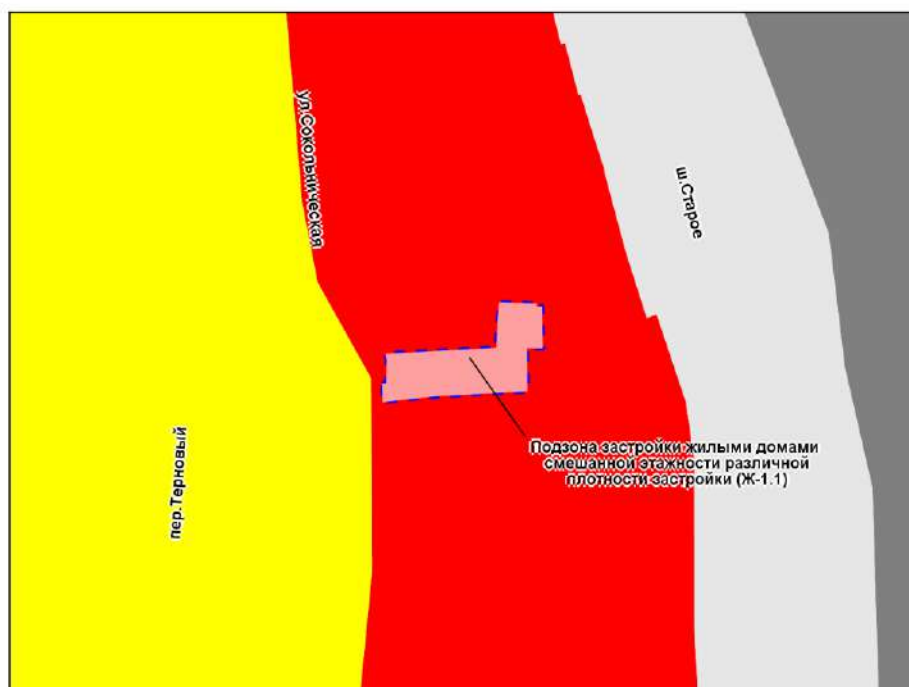 ул.Сокольническая
ш.Старое
пер.Терновый
Подзона застройки жилыми домами
смешанной этажности различной
плотности застройки (Ж-1.1)